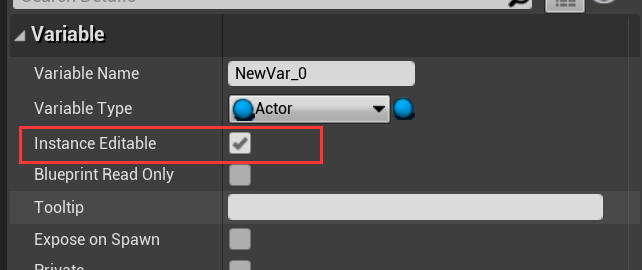 Search Details
Variable
Variable Name NewVar_0
Variable Type Actor
Instance Editable
Blueprint Read Only
Tooltip
Expose on Spawn
Private